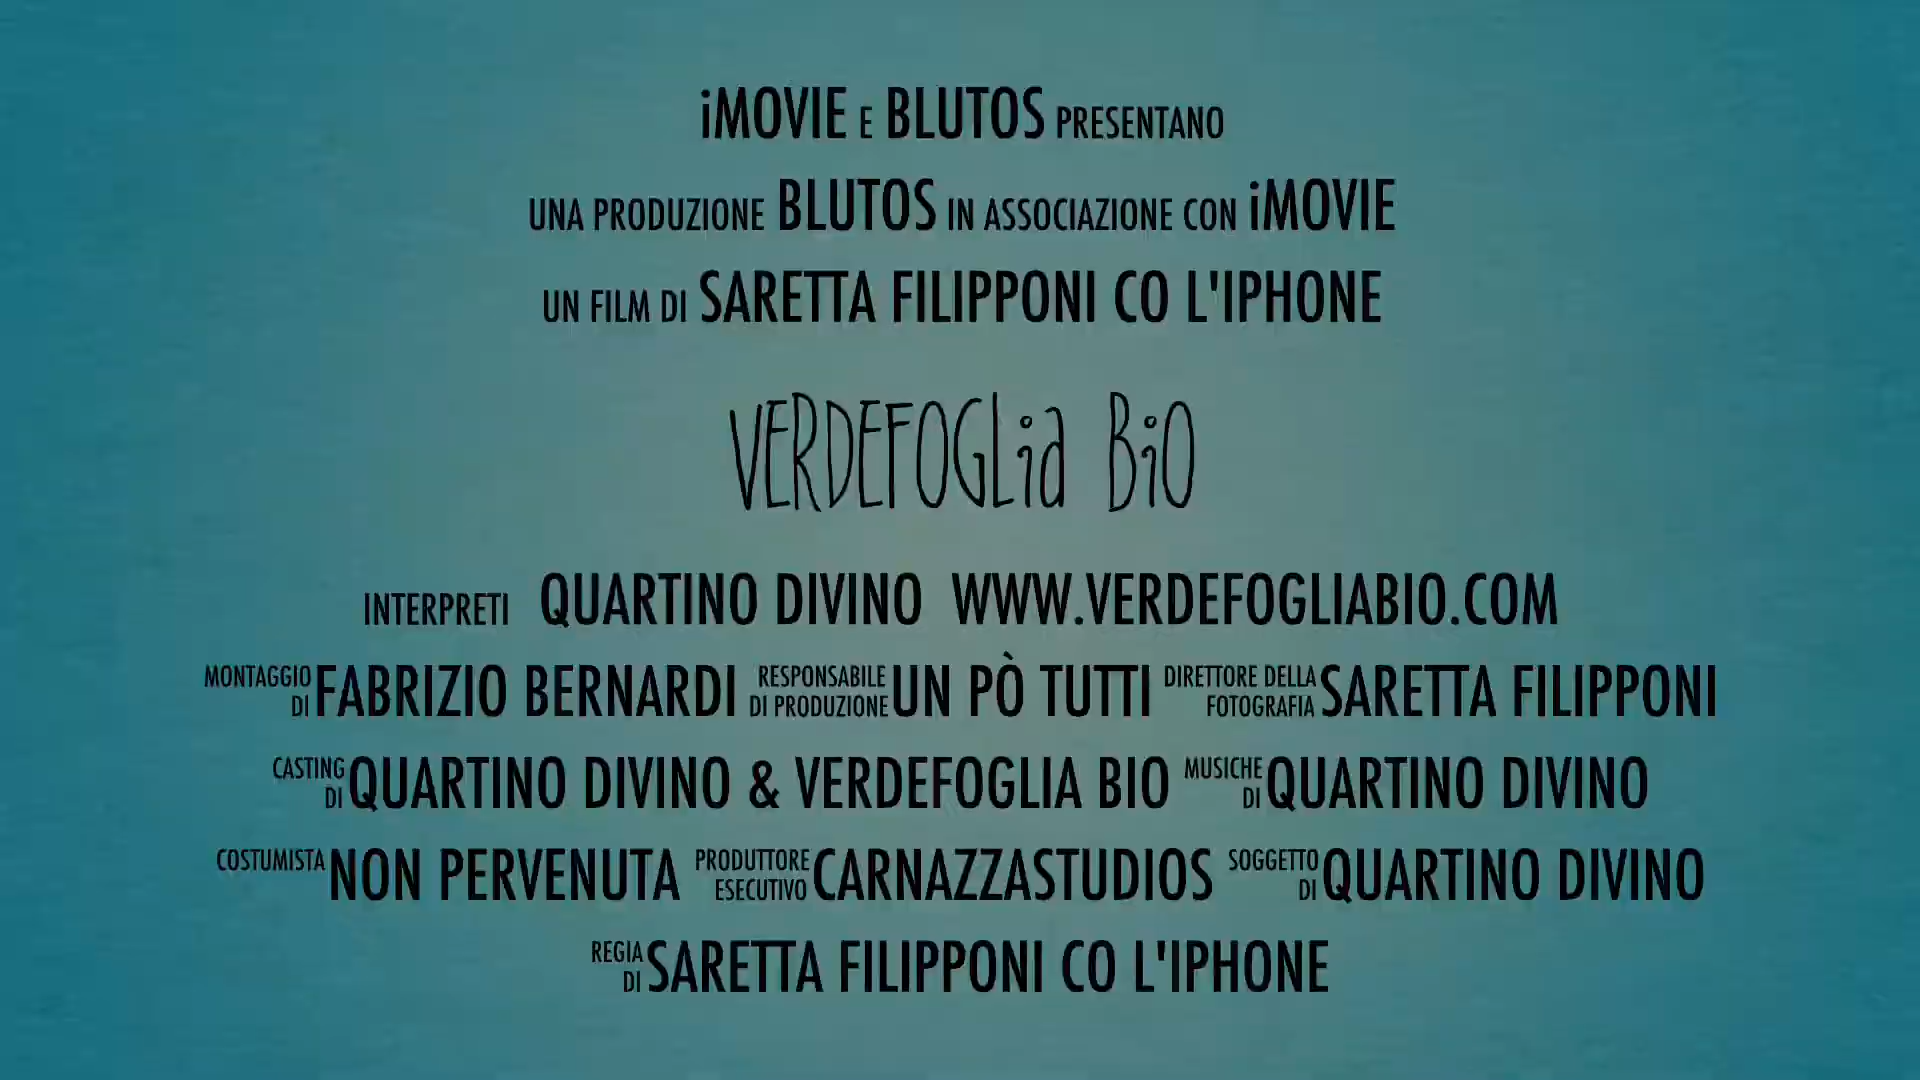 iMOVIE E BLUTOS PRESENTANO
UNA PRODUZIONE BLUTOS IN ASSOCIAZIONE CON iMOVIE
UN FILM DI SARETTA FILIPPONI CO L'IPHONE
VERDEFOGLia BiO
INTERPRETI QUARTINO DIVINO WWW.VERDEFOGLIABIO.COM
MONTAGGIO DI FABRIZIO BERNARDI RESPONSABILE DI PRODUZIONE UN PÒ TUTTI DIRETTORE DELLA FOTOGRAFIA SARETTA FILIPPONI
CASTING DI QUARTINO DIVINO & VERDEFOGLIA BIO MUSICHE DI QUARTINO DIVINO
COSTUMISTA NON PERVENUTA PRODUTTORE ESECUTIVO CARNAZZASTUDIOS SOGGETTO DI QUARTINO DIVINO
REGIA DI SARETTA FILIPPONI CO L'IPHONE